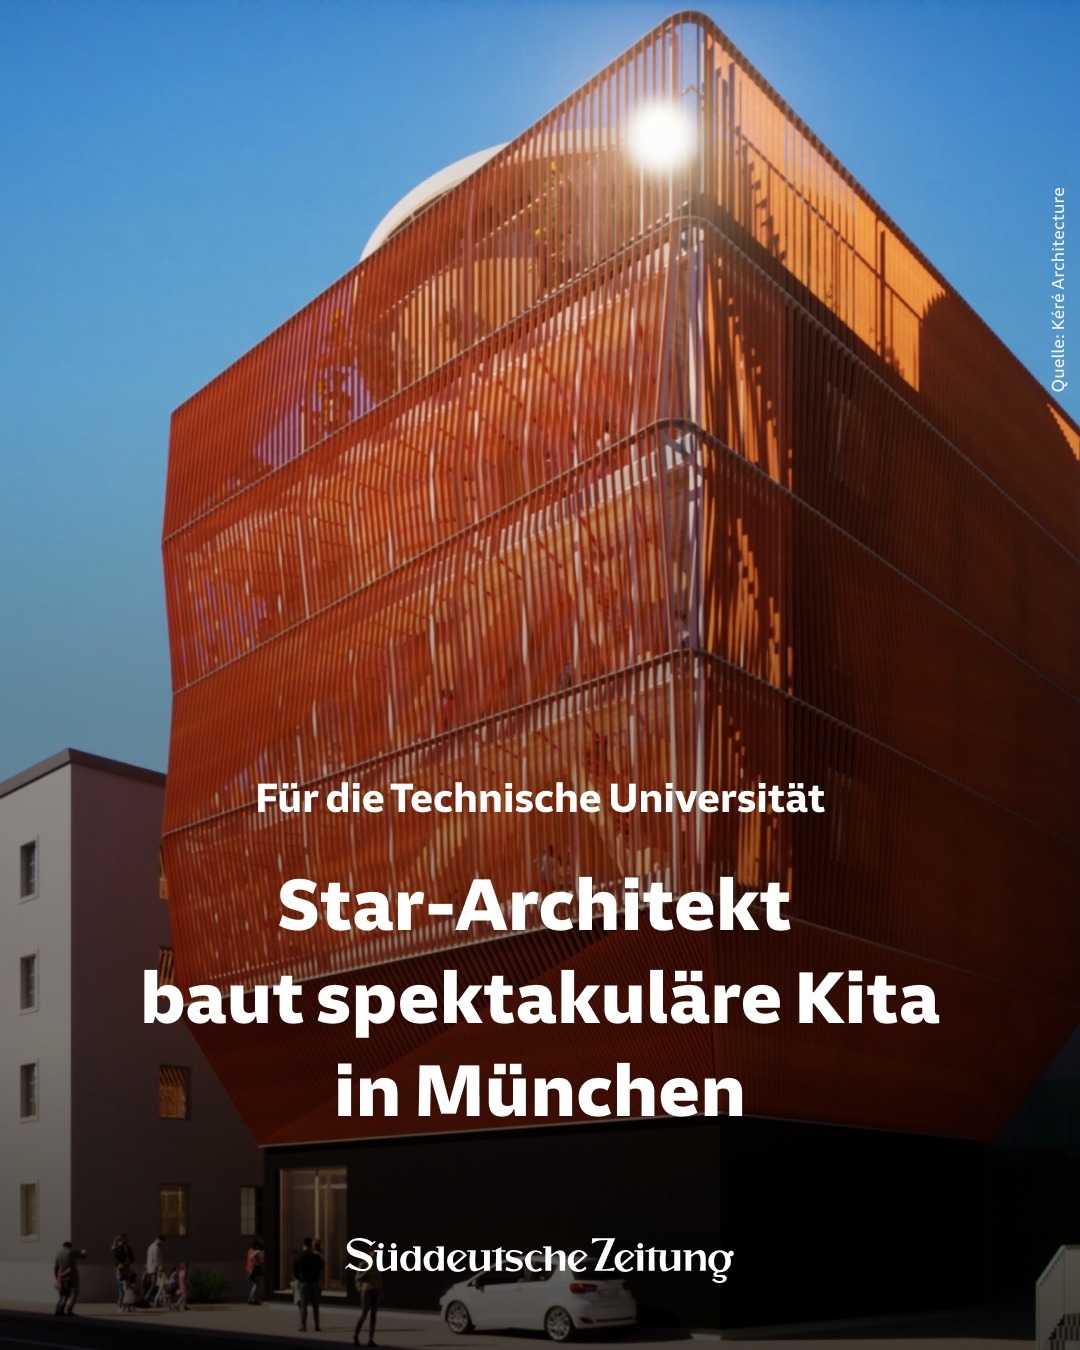 Quelle: Kéré Architecture
Für die Technische Universität
Star-Architekt
baut spektakuläre Kita
in München
Süddeutsche Zeitung